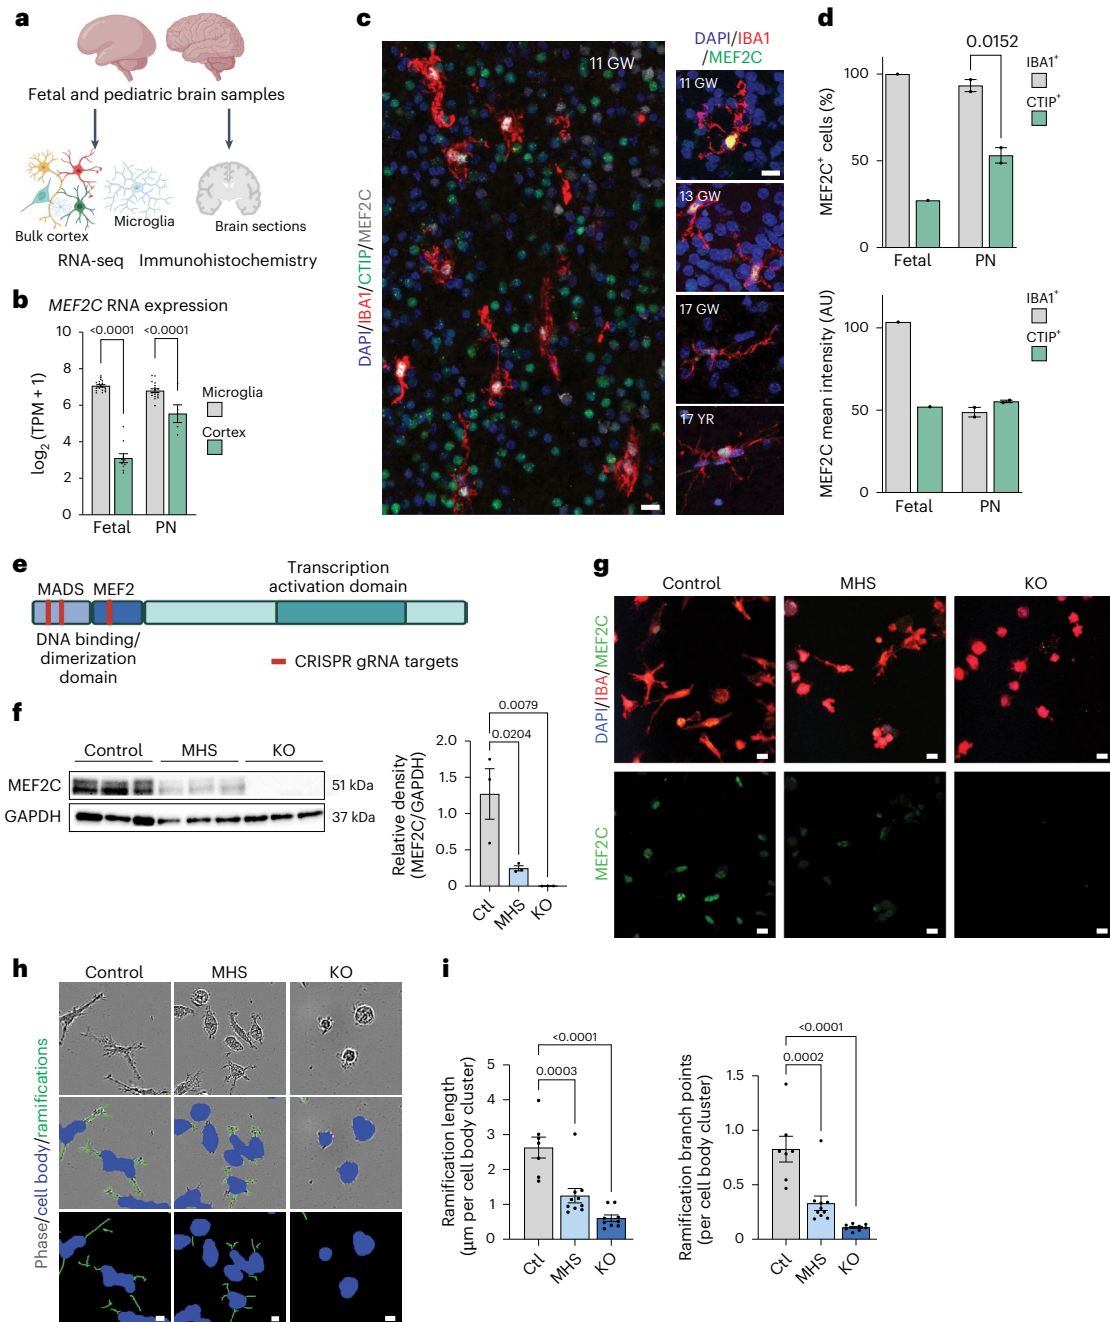 a
Fetal and pediatric brain samples
Bulk cortex
Microglia
Brain sections
RNA-seq
Immunohistochemistry
b
MEF2C RNA expression
<0.0001
<0.0001
log2 (TPM + 1)
10
8
6
4
2
0
Fetal
PN
Microglia
Cortex
c
DAPI/IBA1/CTIP/MEF2C
11 GW
DAPI/IBA1
/MEF2C
11 GW
13 GW
17 GW
17 YR
d
0.0152
MEF2C+ cells (%)
100
50
0
Fetal
PN
IBA1+
CTIP+
MEF2C mean intensity (AU)
100
50
0
Fetal
PN
IBA1+
CTIP+
e
MADS
MEF2
Transcription
activation domain
DNA binding/
dimerization
domain
CRISPR gRNA targets
f
Control
MHS
KO
MEF2C
51 kDa
GAPDH
37 kDa
0.0079
0.0204
Relative density
(MEF2C/GAPDH)
2.0
1.5
1.0
0.5
0
Ctl
MHS
KO
g
Control
MHS
KO
DAPI/IBA/MEF2C
MEF2C
h
Control
MHS
KO
Phase/cell body/ramifications
i
<0.0001
0.0003
Ramification length
(µm per cell body cluster)
5
4
3
2
1
0
Ctl
MHS
KO
<0.0001
0.0002
Ramification branch points
(per cell body cluster)
1.5
1.0
0.5
0
Ctl
MHS
KO